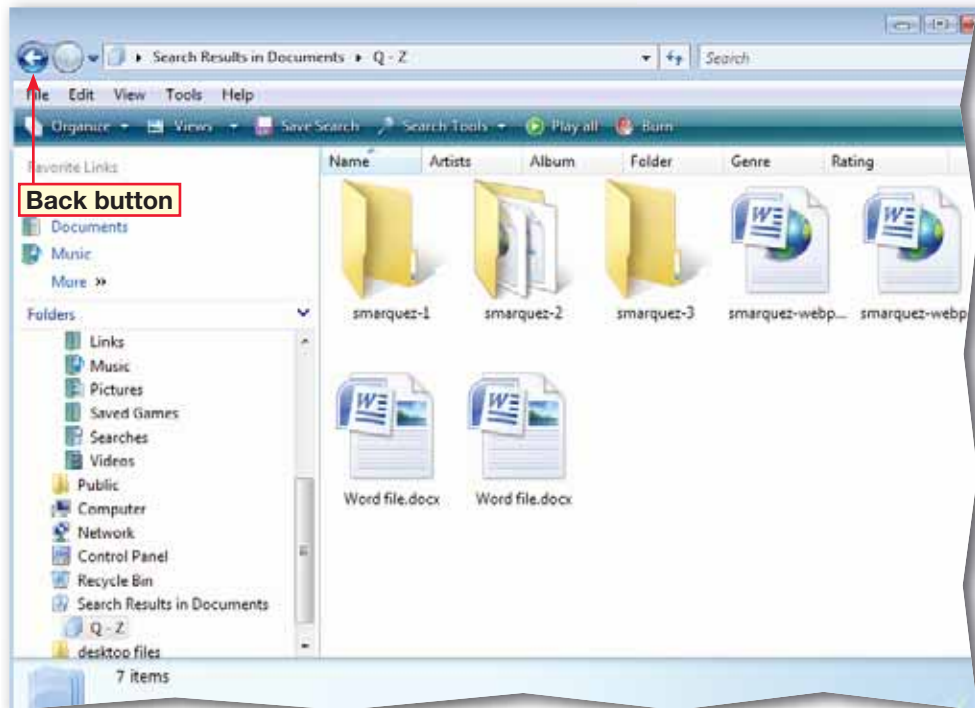 Search Results in Documents Q - Z
Search
File Edit View Tools Help
Organize Views Save Search Search Tools Play all Burn
Favorite Links
Back button
Documents
Music
More »
Folders
Links
Music
Pictures
Saved Games
Searches
Videos
Public
Computer
Network
Control Panel
Recycle Bin
Search Results in Documents
Q - Z
desktop files
Name Artists Album Folder Genre Rating
smarquez-1 smarquez-2 smarquez-3 smarquez-webp... smarquez-webp
Word file.docx Word file.docx
7 items